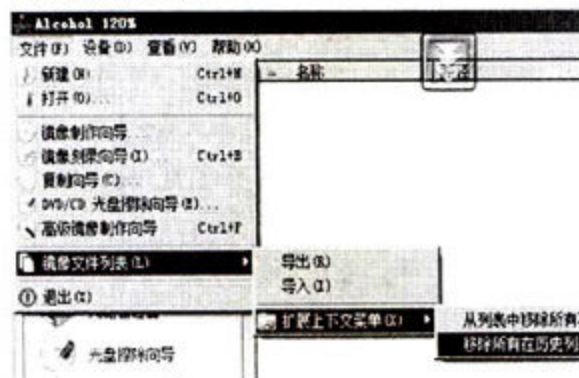 Alcohol 120%
文件(F) 设备(D) 查看(V) 帮助(X)
新建(N) Ctrl+N
名称
打开(O)... Ctrl+O
镜像制作向导...
镜像刻录向导(I)... Ctrl+B
复制向导(C)...
DVD/CD 光盘擦除向导(E)...
高级镜像制作向导 Ctrl+P
镜像文件列表(L)
导出(R)
导入(I)
退出(X)
扩展上下文菜单(X)
从列表中移除所有
移除所有在历史列
光盘擦除向导